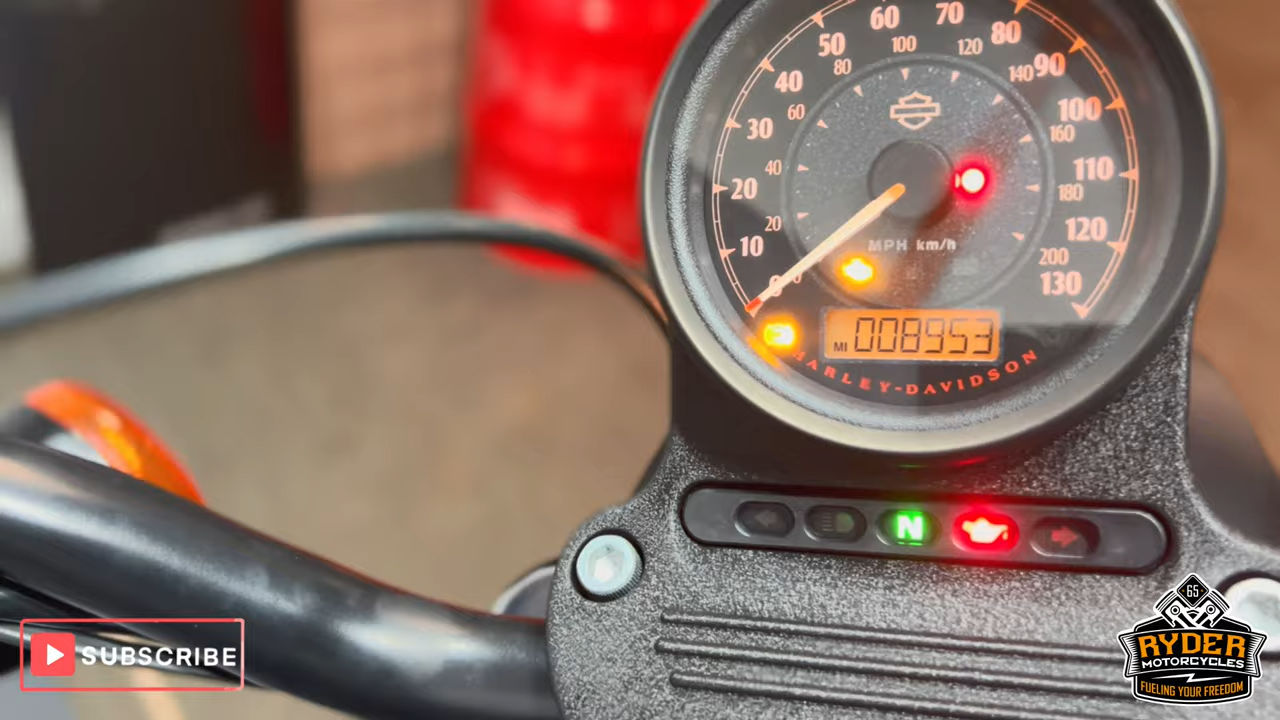 60 70
50 80
100 120
80 140 90
40
60 100
30 160
40 110
20 180
20 120
10 MPH km/h
200
0 130
MI 008953
HARLEY-DAVIDSON
N
65
RYDER
MOTORCYCLES
FUELING YOUR FREEDOM
SUBSCRIBE